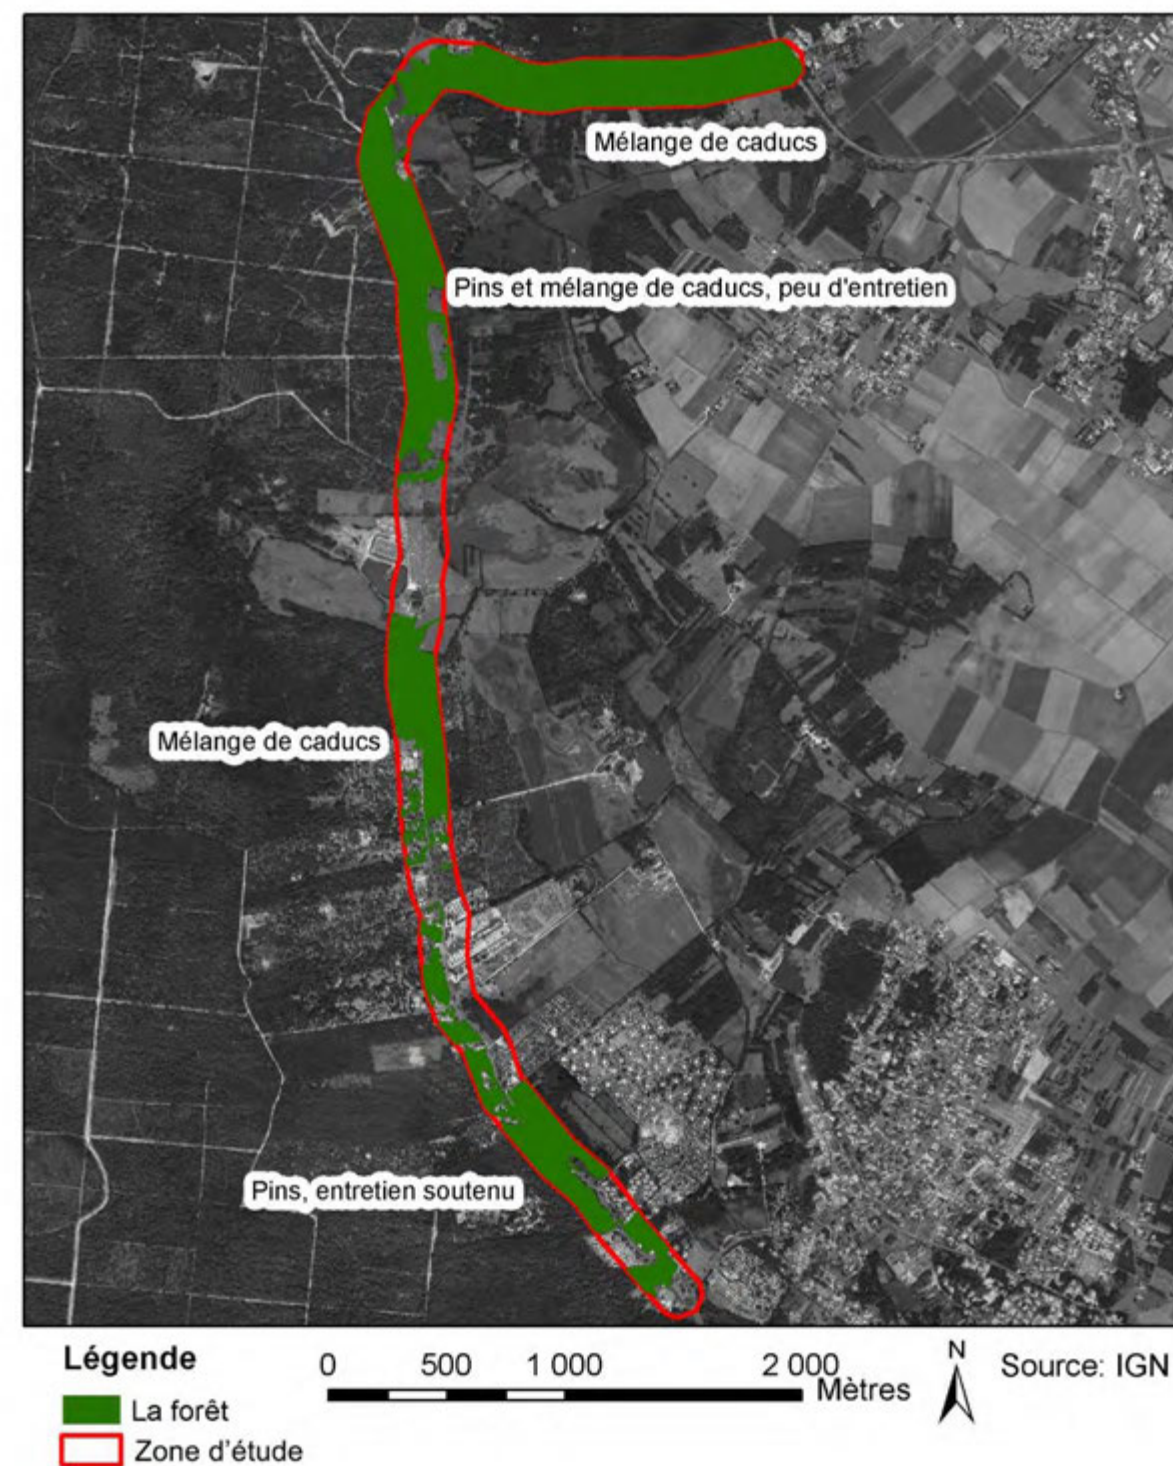 Mélange de caducs
Pins et mélange de caducs, peu d'entretien
Mélange de caducs
Pins, entretien soutenu
Légende
La forêt
Zone d'étude
0 500 1 000 2 000
Mètres
N
Source: IGN